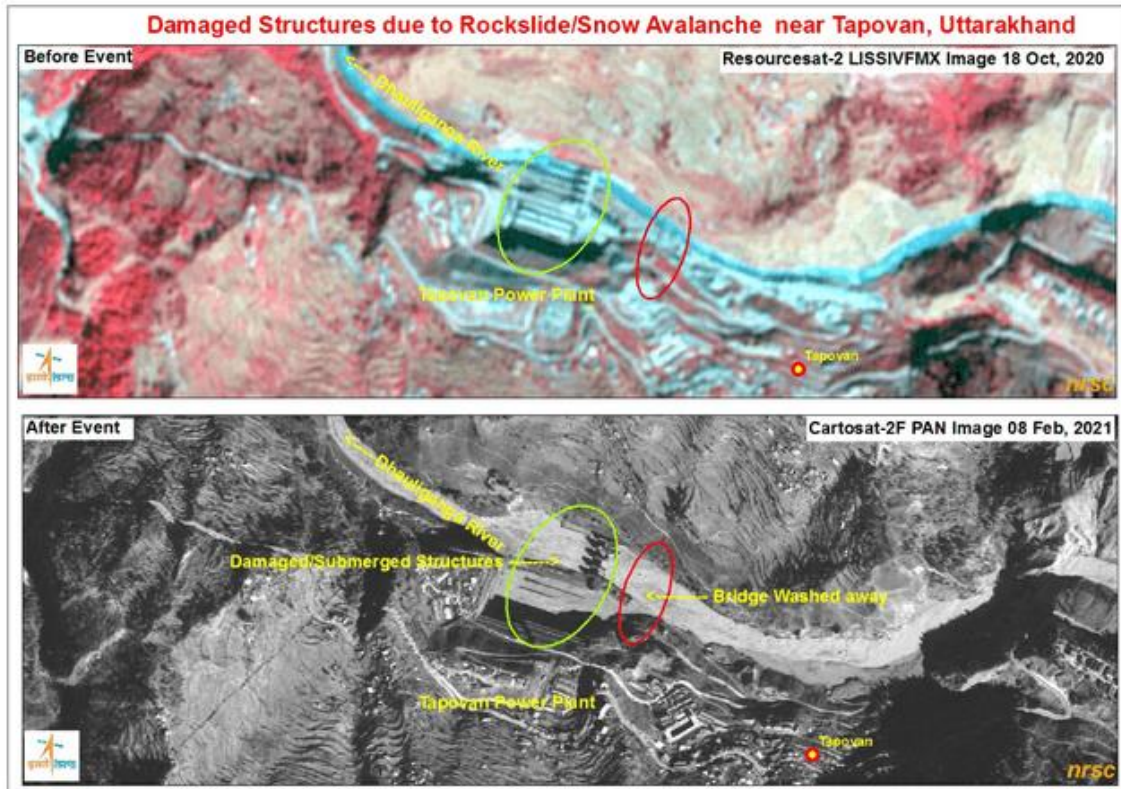 Damaged Structures due to Rockslide/Snow Avalanche near Tapovan, Uttarakhand
Before Event
Resourcesat-2 LISSIVFMX Image 18 Oct, 2020
<---- Dhauliganga River
Tapovan Power Plant
Tapovan
nrsc
After Event
Cartosat-2F PAN Image 08 Feb, 2021
<---- Dhauliganga River
Damaged/Submerged Structures ------->
<------- Bridge Washed away
Tapovan Power Plant
Tapovan
nrsc